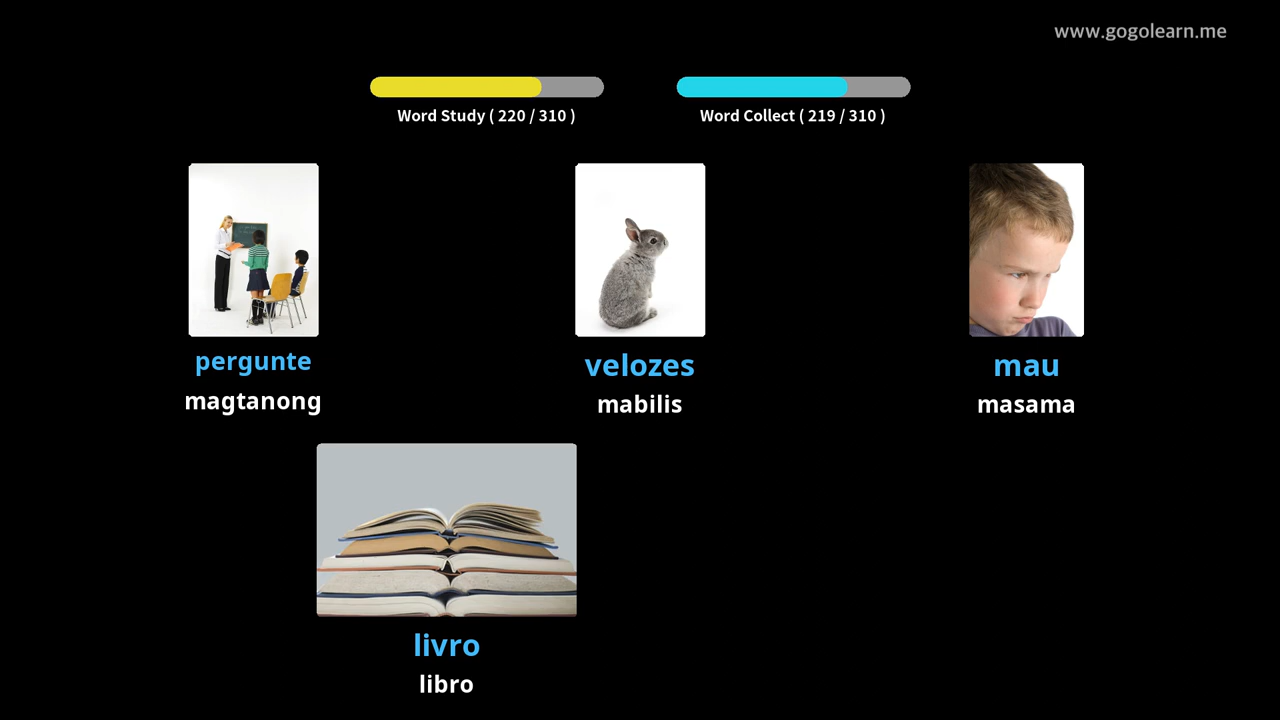 www.gogolearn.me
Word Study ( 220 / 310 )
Word Collect ( 219 / 310 )
pergunte
magtanong
velozes
mabilis
mau
masama
livro
libro